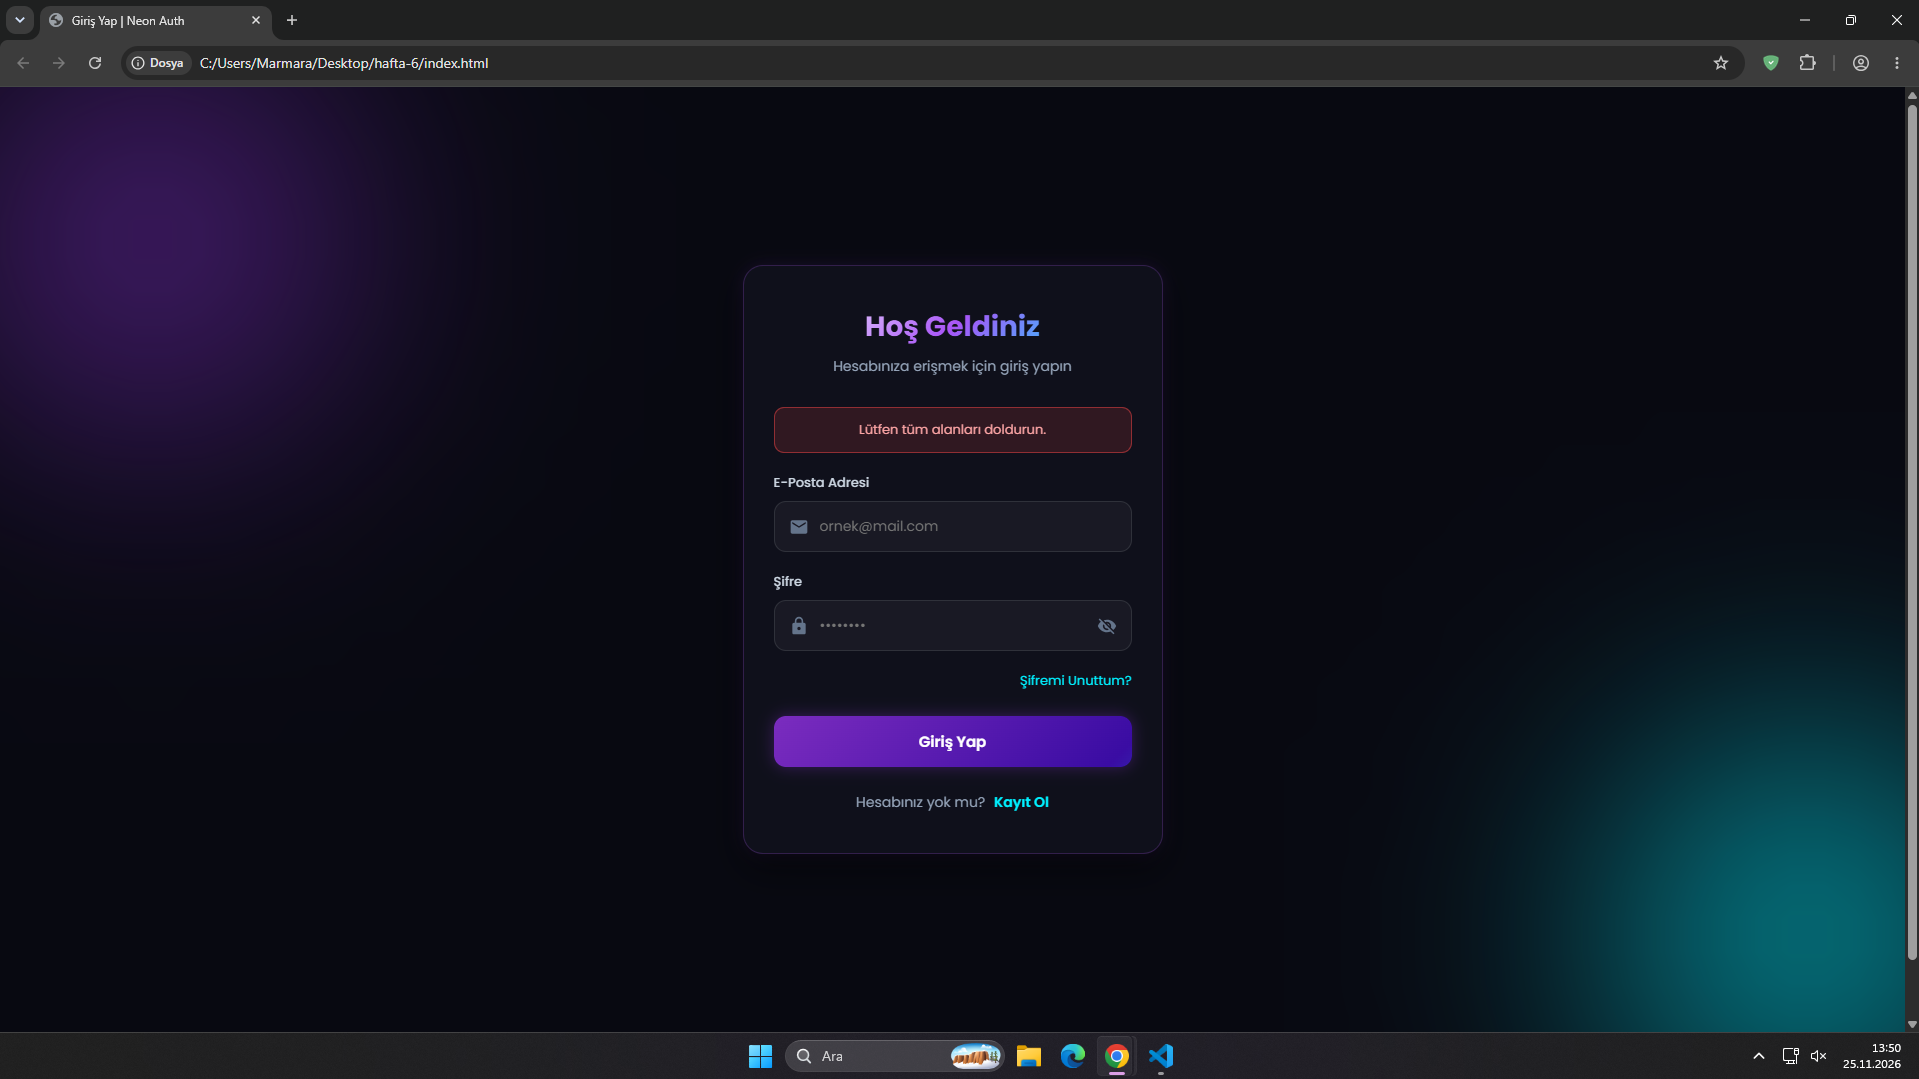 Giriş Yap | Neon Auth
Dosya
C:/Users/Marmara/Desktop/hafta-6/index.html
Hoş Geldiniz
Hesabınıza erişmek için giriş yapın
Lütfen tüm alanları doldurun.
E-Posta Adresi
ornek@mail.com
Şifre
••••••••
Şifremi Unuttum?
Giriş Yap
Hesabınız yok mu? Kayıt Ol
Ara
13:50
25.11.2026